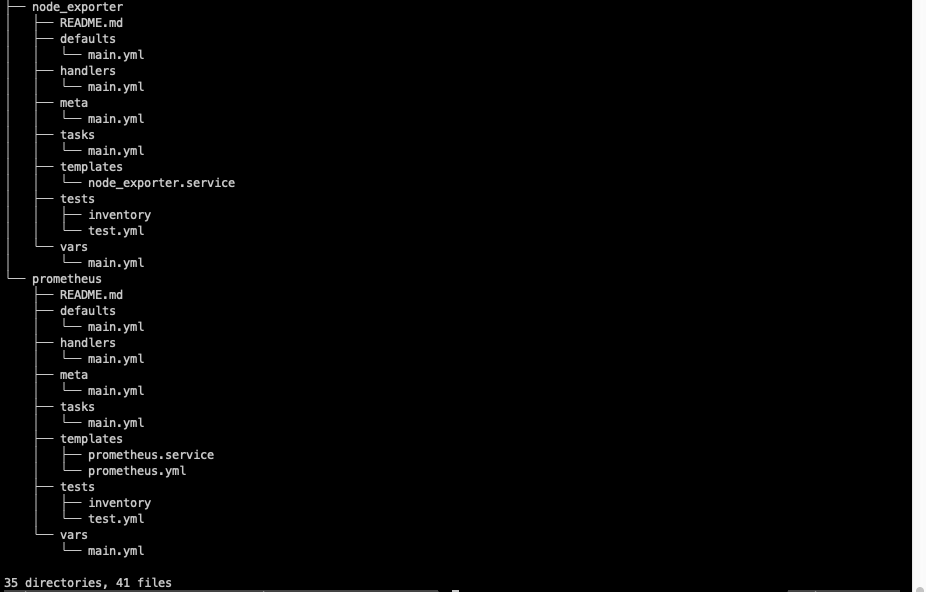 ├── node_exporter
│   ├── README.md
│   ├── defaults
│   │   └── main.yml
│   ├── handlers
│   │   └── main.yml
│   ├── meta
│   │   └── main.yml
│   ├── tasks
│   │   └── main.yml
│   ├── templates
│   │   └── node_exporter.service
│   ├── tests
│   │   ├── inventory
│   │   └── test.yml
│   └── vars
│       └── main.yml
└── prometheus
    ├── README.md
    ├── defaults
    │   └── main.yml
    ├── handlers
    │   └── main.yml
    ├── meta
    │   └── main.yml
    ├── tasks
    │   └── main.yml
    ├── templates
    │   ├── prometheus.service
    │   └── prometheus.yml
    ├── tests
    │   ├── inventory
    │   └── test.yml
    └── vars
        └── main.yml
35 directories, 41 files